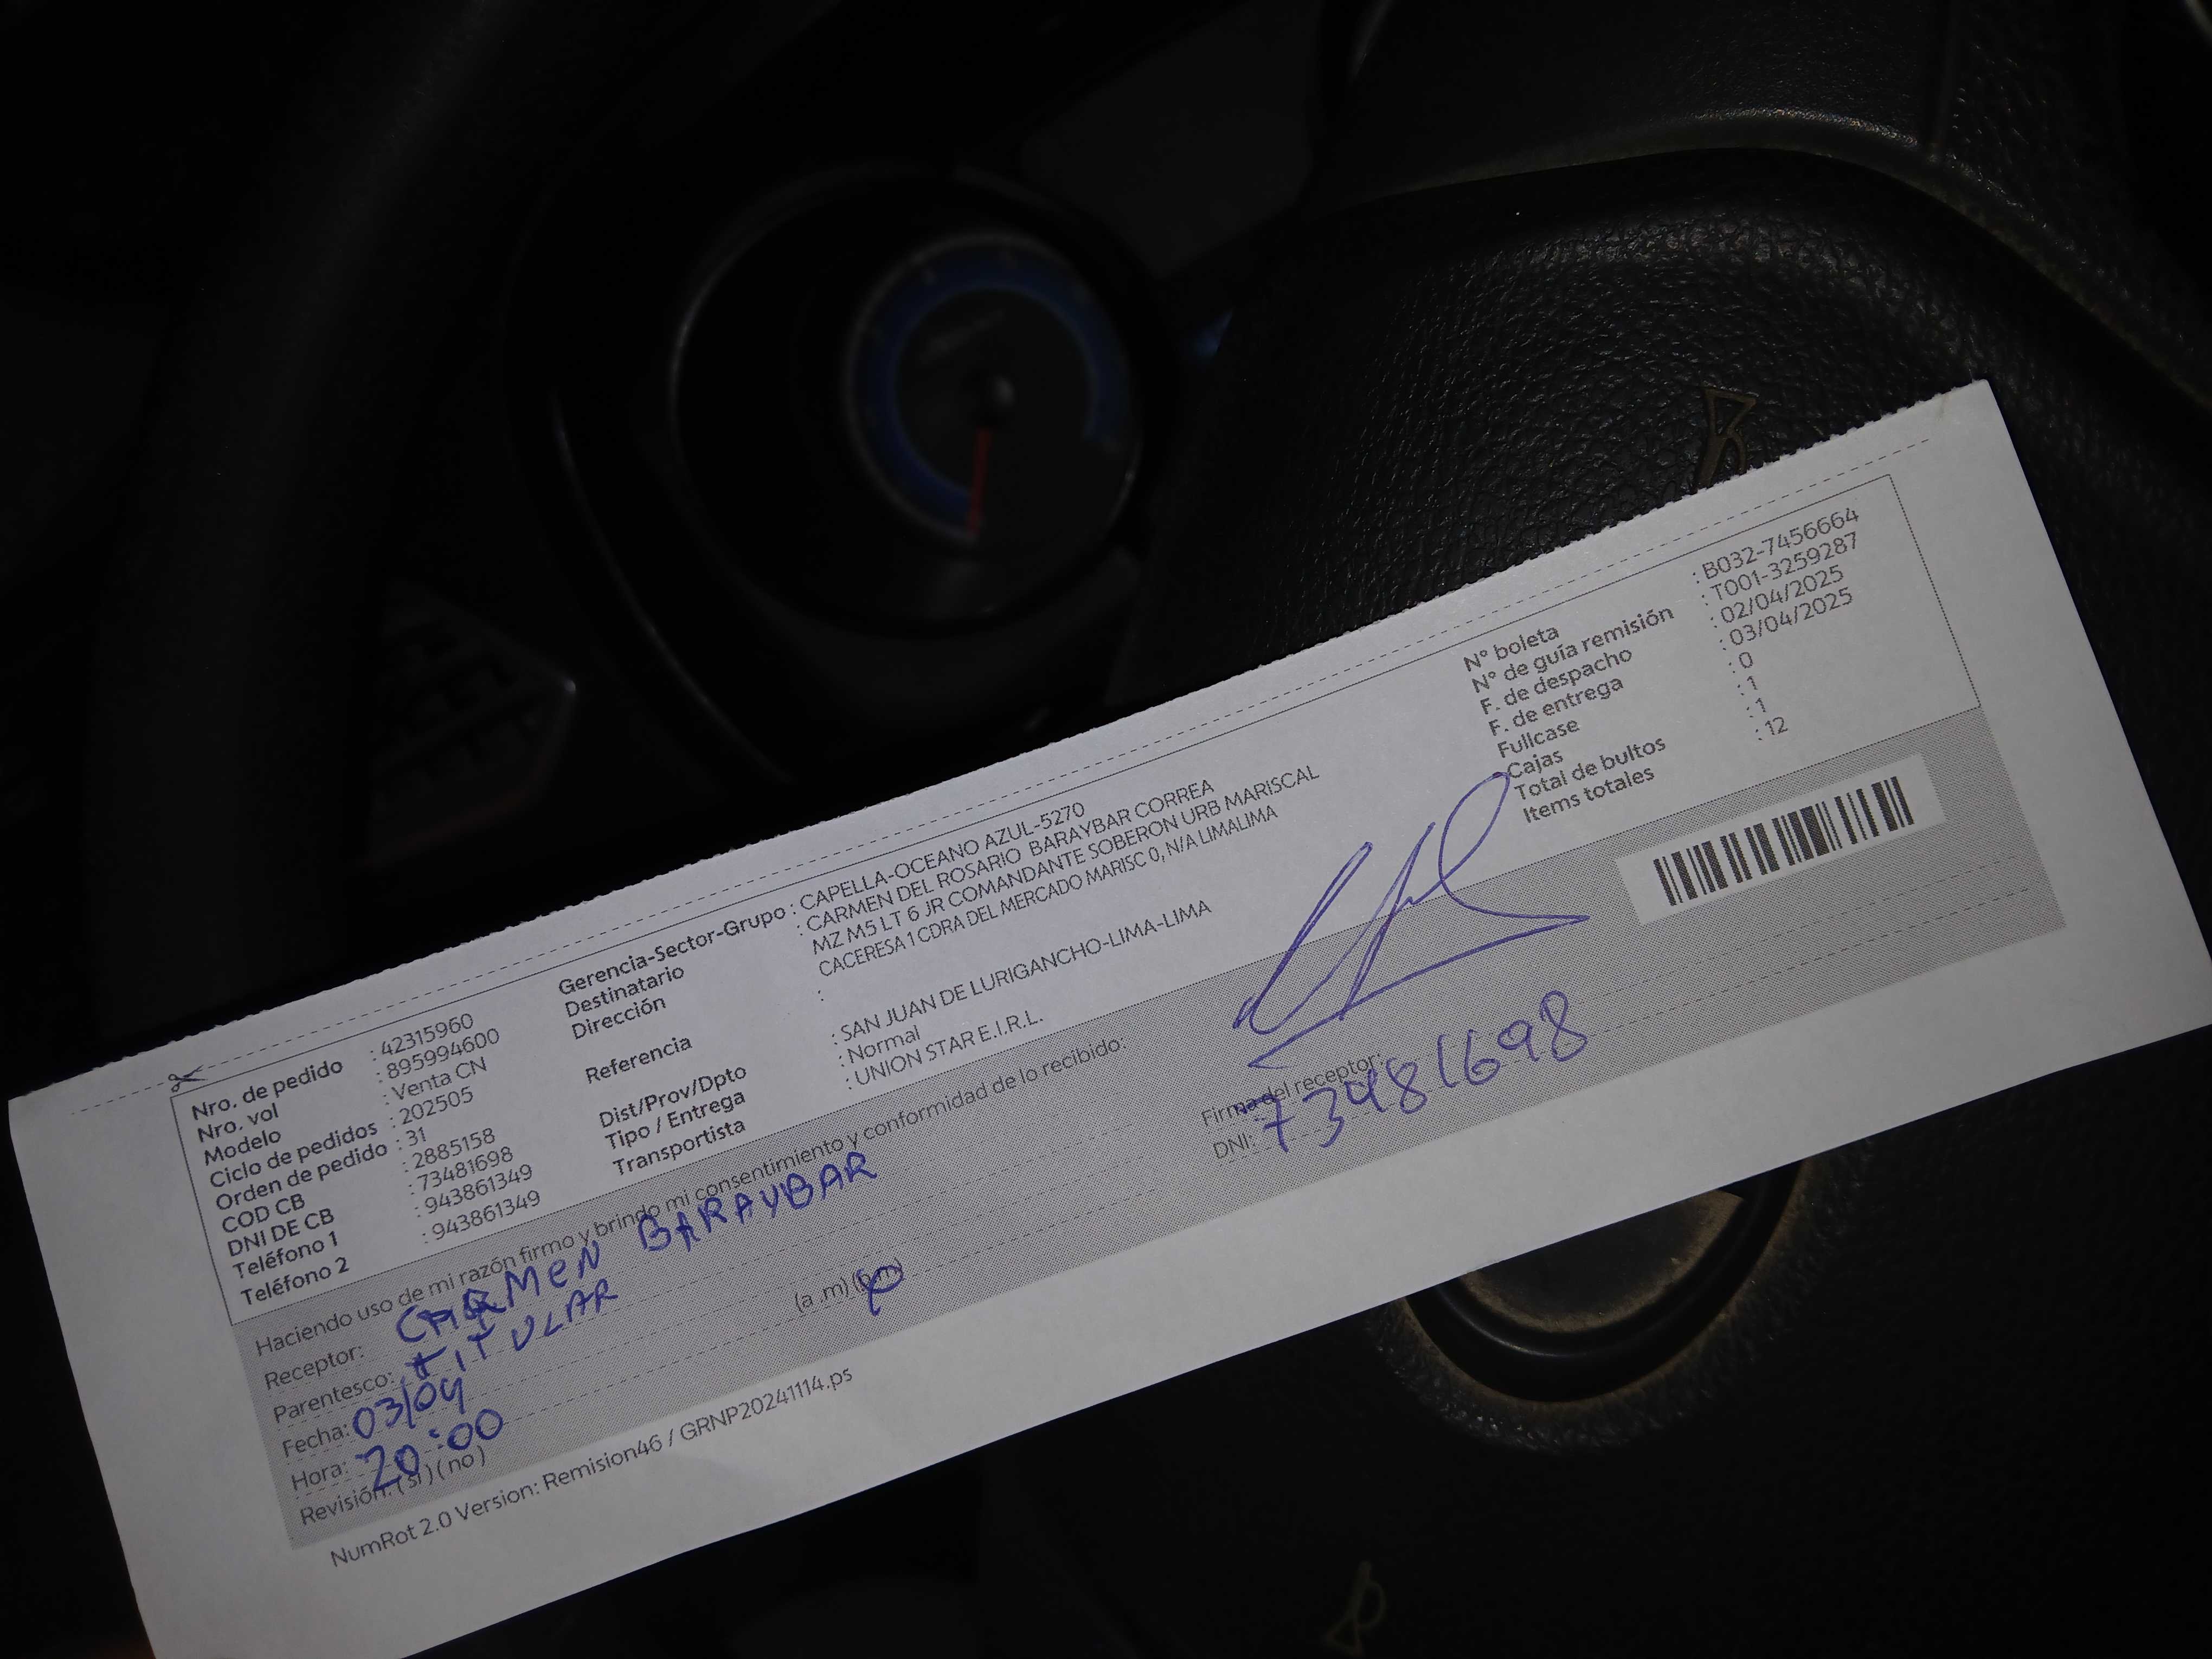 Nro. de pedido : 42315960
Nro. vol : 895994600
Modelo : Venta CN
Ciclo de pedidos : 202505
Orden de pedido : 31
COD CB : 2885158
DNI DE CB : 73481698
Teléfono 1 : 943861349
Teléfono 2 : 943861349
Gerencia-Sector-Grupo : CAPELLA-OCEANO AZUL-5270
Destinatario : CARMEN DEL ROSARIO BARAYBAR CORREA
Dirección MZ M5 LT 6 JR COMANDANTE SOBERON URB MARISCAL
CACERESA 1 CDRA DEL MERCADO MARISC 0, N/A LIMALIMA
Referencia :
Dist/Prov/Dpto : SAN JUAN DE LURIGANCHO-LIMA-LIMA
Tipo / Entrega : Normal
Transportista : UNION STAR E.I.R.L.
N° boleta : B032-7456664
N° de guía remisión : T001-3259287
F. de despacho : 02/04/2025
F. de entrega : 03/04/2025
Fullcase : 0
Cajas : 1
Total de bultos : 1
Items totales : 12
Haciendo uso de mi razón firmo y brindo mi consentimiento y conformidad de lo recibido:
Receptor: CARMEN BARAYBAR
Parentesco: TITULAR
Fecha: 03/04
Hora: 20:00 (a .m) (p.m)
Revisión: ( si ) ( no )
Firma del receptor:
DNI: 73481698
NumRot 2.0 Version: Remision46 / GRNP20241114.ps